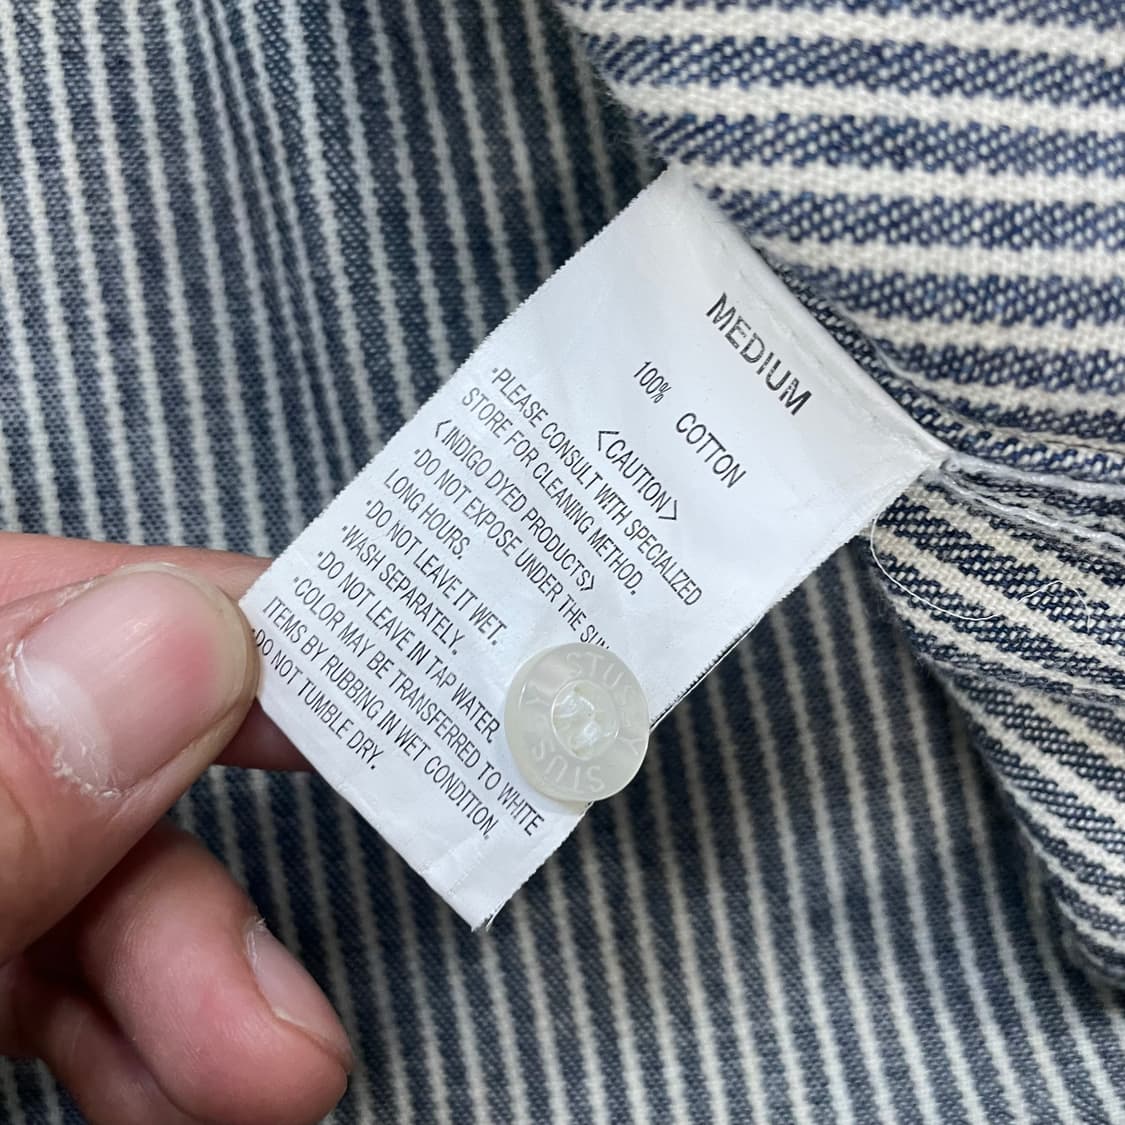 MEDIUM
100% COTTON
<CAUTION>
·PLEASE CONSULT WITH SPECIALIZED
STORE FOR CLEANING METHOD.
<INDIGO DYED PRODUCTS>
·DO NOT EXPOSE UNDER THE SUN
LONG HOURS.
·DO NOT LEAVE IT WET.
·WASH SEPARATELY.
·DO NOT LEAVE IN TAP WATER.
·COLOR MAY BE TRANSFERRED TO WHITE
ITEMS BY RUBBING IN WET CONDITION.
·DO NOT TUMBLE DRY.
STUSSY
STUSSY